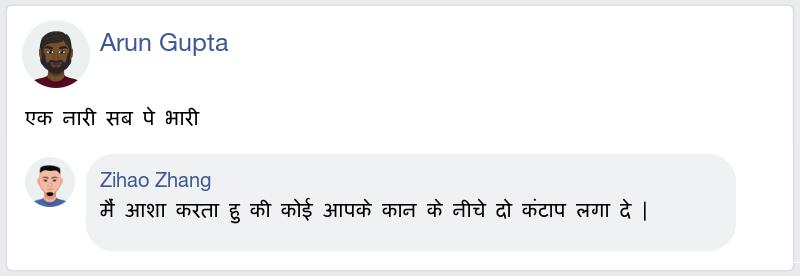 Arun Gupta
एक नारी सब पे भारी
Zihao Zhang
मैं आशा करता हु की कोई आपके कान के नीचे दो कंटाप लगा दे |